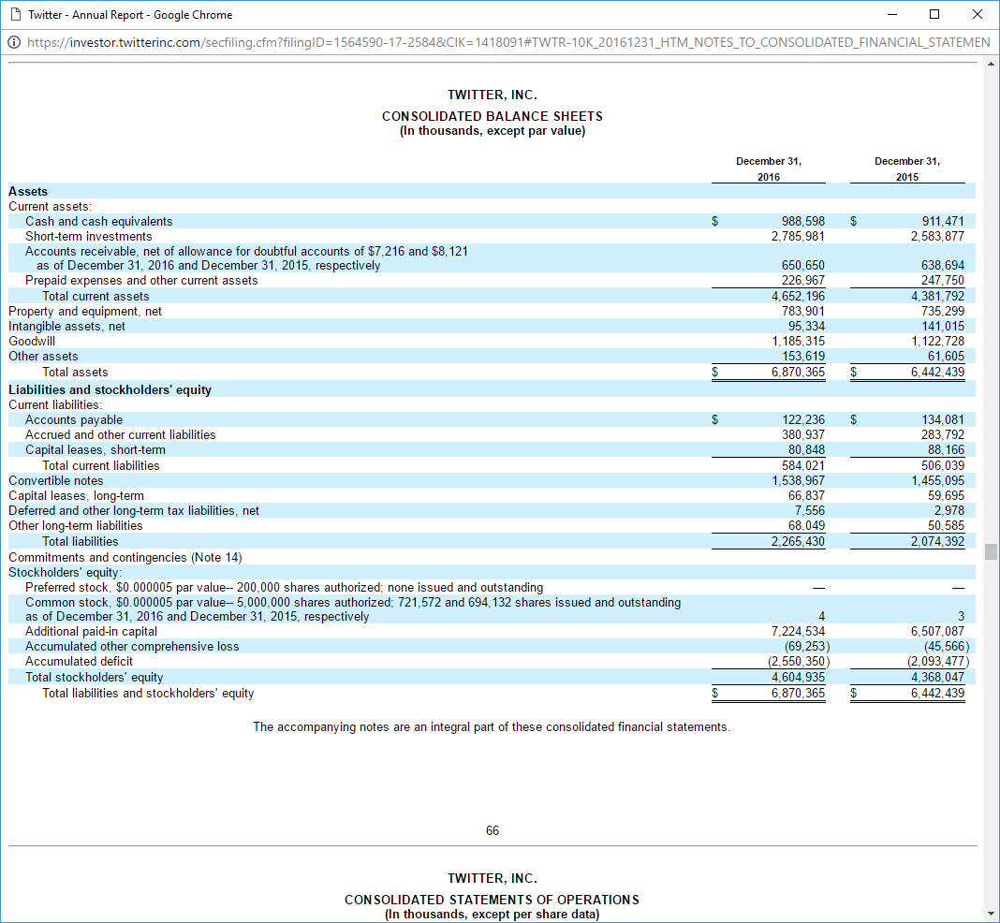 Twitter - Annual Report - Google Chrome
https://investor.twitterinc.com/secfiling.cfm?filingID=1564590-17-2584&CIK=1418091#TWTR-10K_20161231_HTM_NOTES_TO_CONSOLIDATED_FINANCIAL_STATEMEN
TWITTER, INC.
CONSOLIDATED BALANCE SHEETS
(In thousands, except par value)
December 31, December 31,
2016 2015
Assets
Current assets:
Cash and cash equivalents $ 988,598 $ 911,471
Short-term investments 2,785,981 2,583,877
Accounts receivable, net of allowance for doubtful accounts of $7,216 and $8,121
as of December 31, 2016 and December 31, 2015, respectively 650,650 638,694
Prepaid expenses and other current assets 226,967 247,750
Total current assets 4,652,196 4,381,792
Property and equipment, net 783,901 735,299
Intangible assets, net 95,334 141,015
Goodwill 1,185,315 1,122,728
Other assets 153,619 61,605
Total assets $ 6,870,365 $ 6,442,439
Liabilities and stockholders' equity
Current liabilities:
Accounts payable $ 122,236 $ 134,081
Accrued and other current liabilities 380,937 283,792
Capital leases, short-term 80,848 88,166
Total current liabilities 584,021 506,039
Convertible notes 1,538,967 1,455,095
Capital leases, long-term 66,837 59,695
Deferred and other long-term tax liabilities, net 7,556 2,978
Other long-term liabilities 68,049 50,585
Total liabilities 2,265,430 2,074,392
Commitments and contingencies (Note 14)
Stockholders' equity:
Preferred stock, $0.000005 par value-- 200,000 shares authorized; none issued and outstanding — —
Common stock, $0.000005 par value-- 5,000,000 shares authorized; 721,572 and 694,132 shares issued and outstanding
as of December 31, 2016 and December 31, 2015, respectively 4 3
Additional paid-in capital 7,224,534 6,507,087
Accumulated other comprehensive loss (69,253) (45,566)
Accumulated deficit (2,550,350) (2,093,477)
Total stockholders' equity 4,604,935 4,368,047
Total liabilities and stockholders' equity $ 6,870,365 $ 6,442,439
The accompanying notes are an integral part of these consolidated financial statements.
66
TWITTER, INC.
CONSOLIDATED STATEMENTS OF OPERATIONS
(In thousands, except per share data)